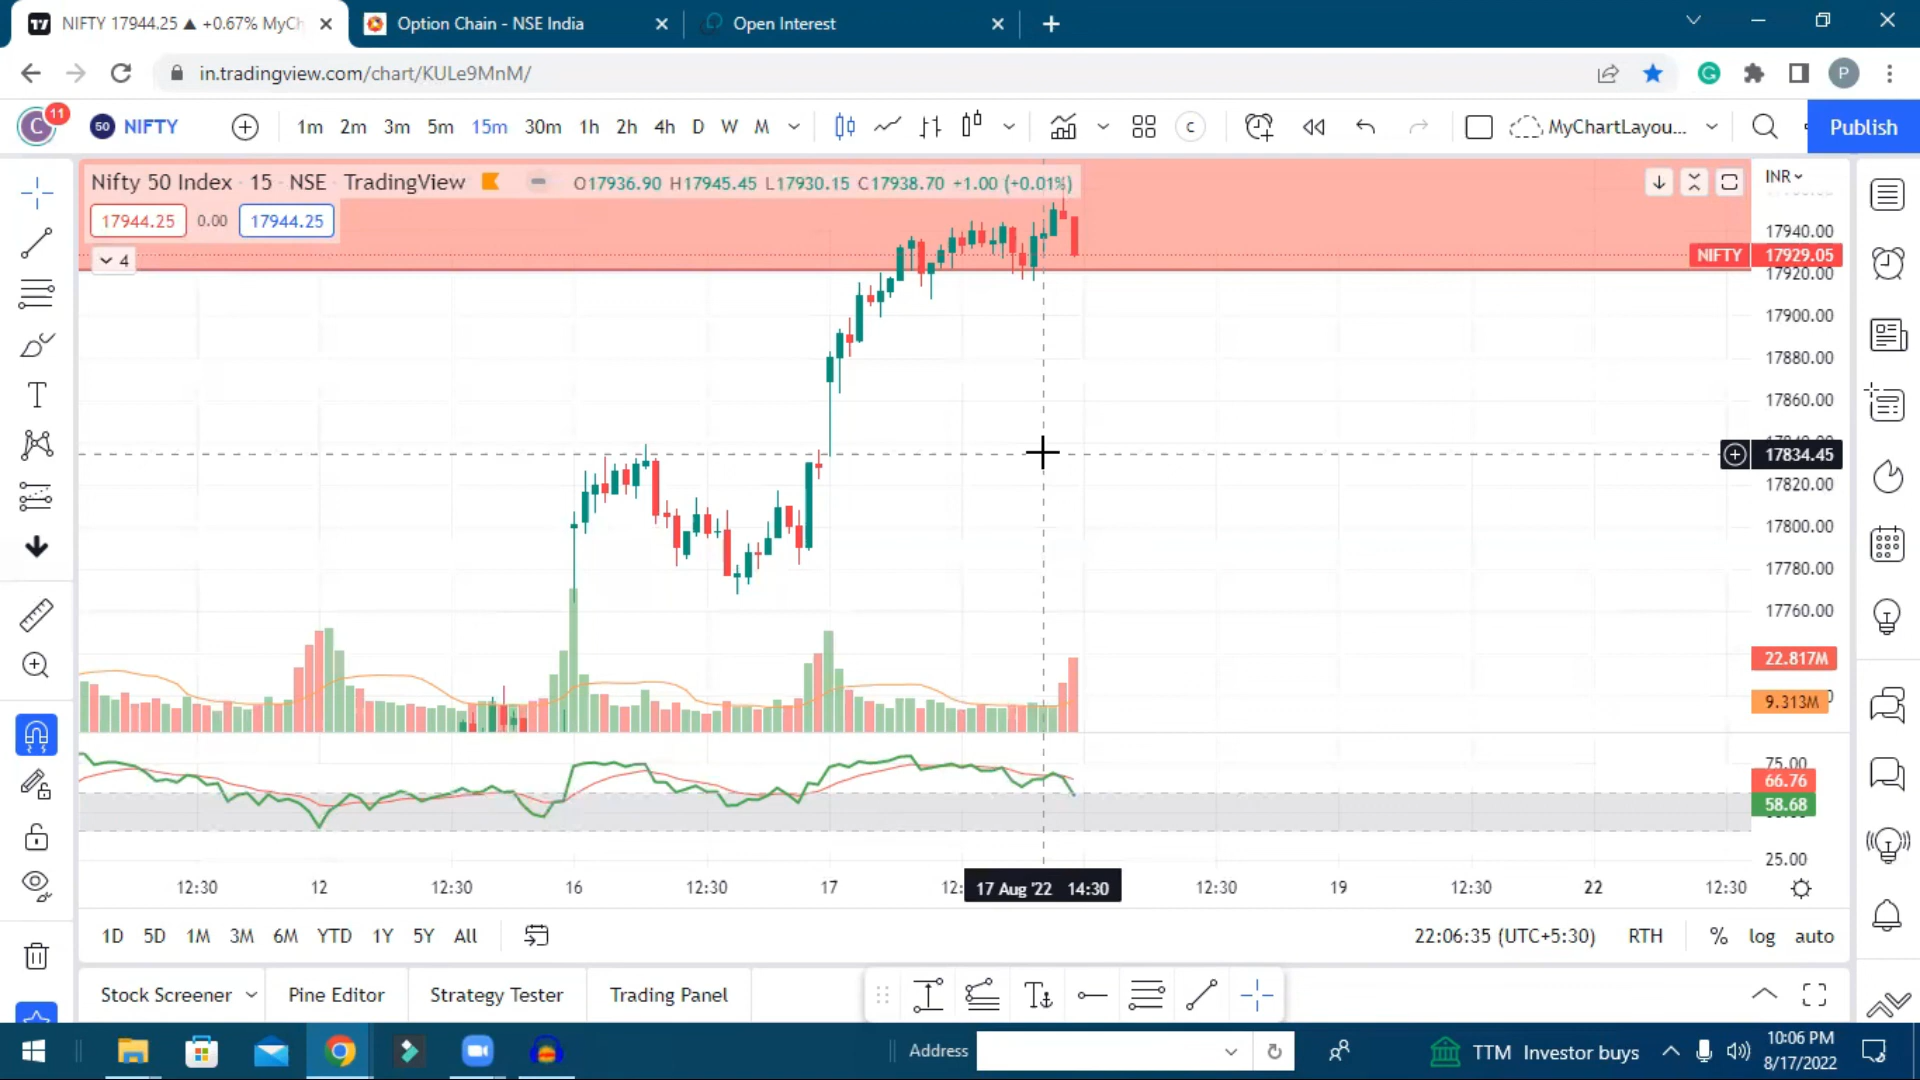 NIFTY 17944.25 ▲ +0.67% MyCh
Option Chain - NSE India
Open Interest
in.tradingview.com/chart/KULe9MnM/
P
C
11
50 NIFTY
1m 2m 3m 5m 15m 30m 1h 2h 4h D W M
C
MyChartLayou...
Publish
Nifty 50 Index · 15 · NSE TradingView
O17936.90 H17945.45 L17930.15 C17938.70 +1.00 (+0.01%)
INR
17944.25 0.00 17944.25
4
17940.00
NIFTY 17929.05
17920.00
17900.00
17880.00
17860.00
17834.45
17820.00
17800.00
17780.00
17760.00
22.817M
9.313M
75.00
66.76
58.68
25.00
12:30 12 12:30 16 12:30 17 12: 17 Aug '22 14:30 12:30 19 12:30 22 12:30
1D 5D 1M 3M 6M YTD 1Y 5Y All
22:06:35 (UTC+5:30) RTH % log auto
Stock Screener Pine Editor Strategy Tester Trading Panel
Address
TTM Investor buys
10:06 PM
8/17/2022